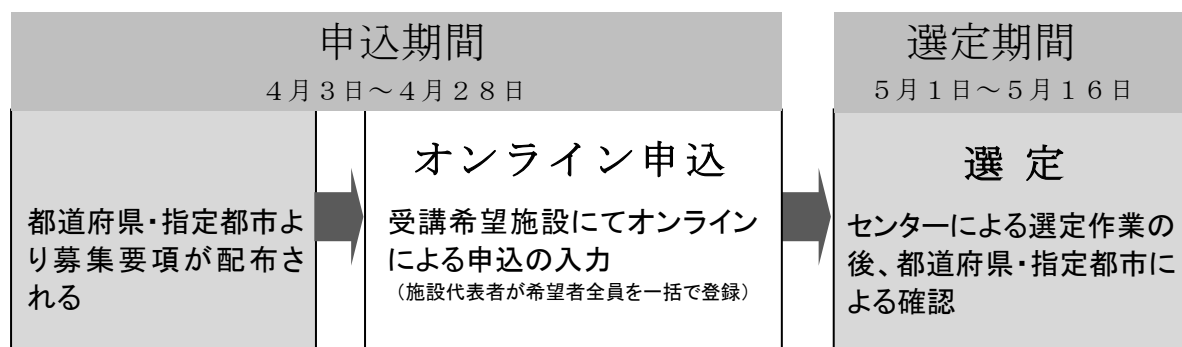 申込期間
４月３日～４月２８日
選定期間
５月１日～５月１６日
都道府県・指定都市よ
り募集要項が配布さ
れる
オンライン申込
受講希望施設にてオンライン
による申込の入力
（施設代表者が希望者全員を一括で登録）
選 定
センターによる選定作業の
後、都道府県・指定都市に
よる確認